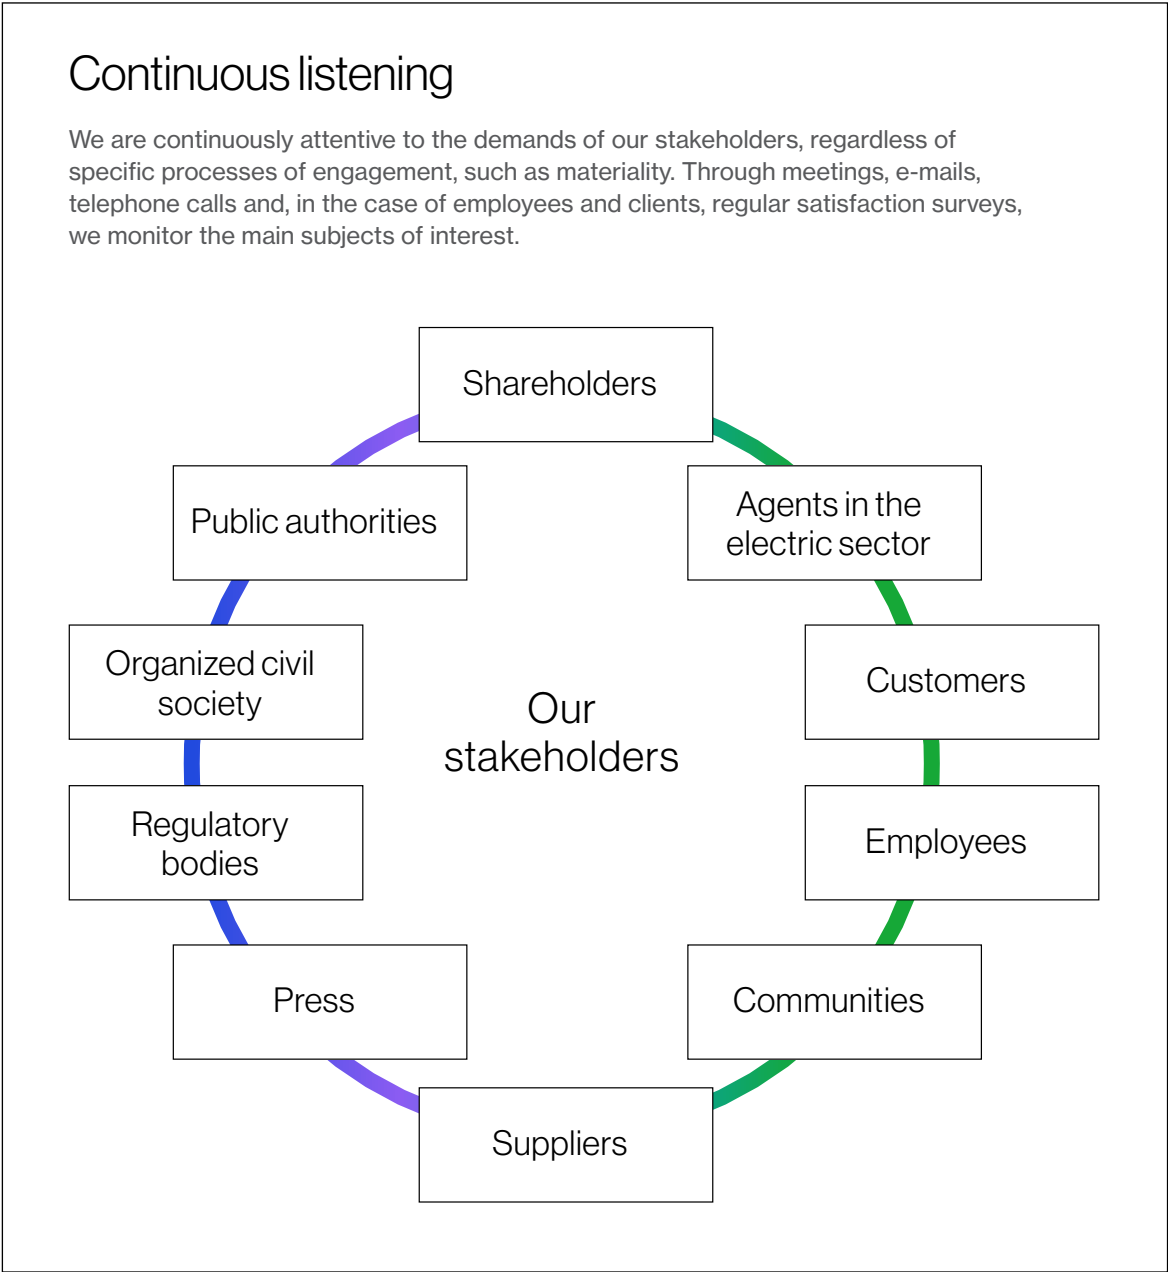 Continuous listening
We are continuously attentive to the demands of our stakeholders, regardless of
specific processes of engagement, such as materiality. Through meetings, e-mails,
telephone calls and, in the case of employees and clients, regular satisfaction surveys,
we monitor the main subjects of interest.
Shareholders
Public authorities
Agents in the
electric sector
Organized civil
society
Customers
Our
stakeholders
Regulatory
bodies
Employees
Press
Communities
Suppliers